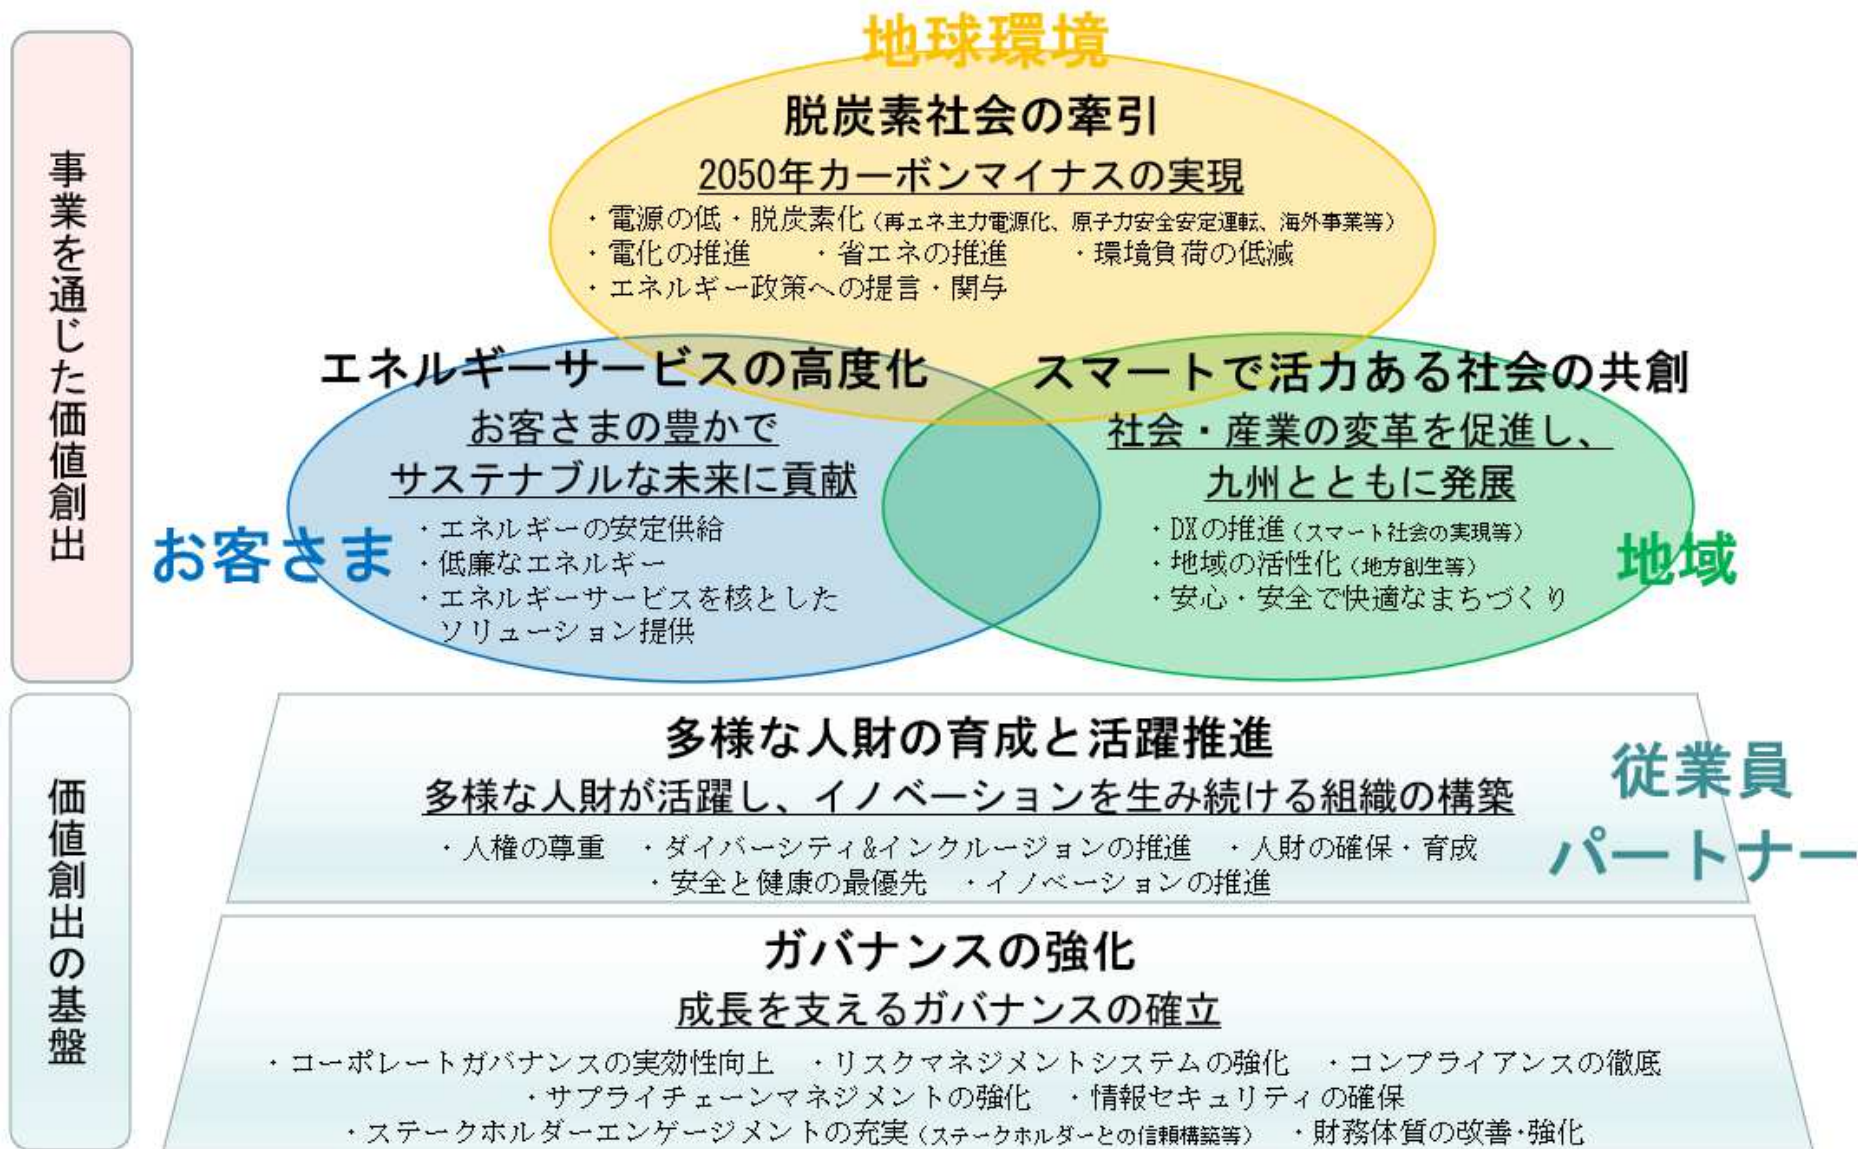 事業を通じた価値創出
地球環境
脱炭素社会の牽引
2050年カーボンマイナスの実現
・電源の低・脱炭素化（再エネ主力電源化、原子力安全安定運転、海外事業等）
・電化の推進　・省エネの推進　・環境負荷の低減
・エネルギー政策への提言・関与
エネルギーサービスの高度化
お客さまの豊かで
サステナブルな未来に貢献
・エネルギーの安定供給
・低廉なエネルギー
・エネルギーサービスを核とした
ソリューション提供
お客さま
スマートで活力ある社会の共創
社会・産業の変革を促進し、
九州とともに発展
・DXの推進（スマート社会の実現等）
・地域の活性化（地方創生等）
・安心・安全で快適なまちづくり
地域
価値創出の基盤
多様な人財の育成と活躍推進
多様な人財が活躍し、イノベーションを生み続ける組織の構築
・人権の尊重　・ダイバーシティ&インクルージョンの推進　・人財の確保・育成
・安全と健康の最優先　・イノベーションの推進
従業員
パートナー
ガバナンスの強化
成長を支えるガバナンスの確立
・コーポレートガバナンスの実効性向上　・リスクマネジメントシステムの強化　・コンプライアンスの徹底
・サプライチェーンマネジメントの強化　・情報セキュリティの確保
・ステークホルダーエンゲージメントの充実（ステークホルダーとの信頼構築等）　・財務体質の改善・強化